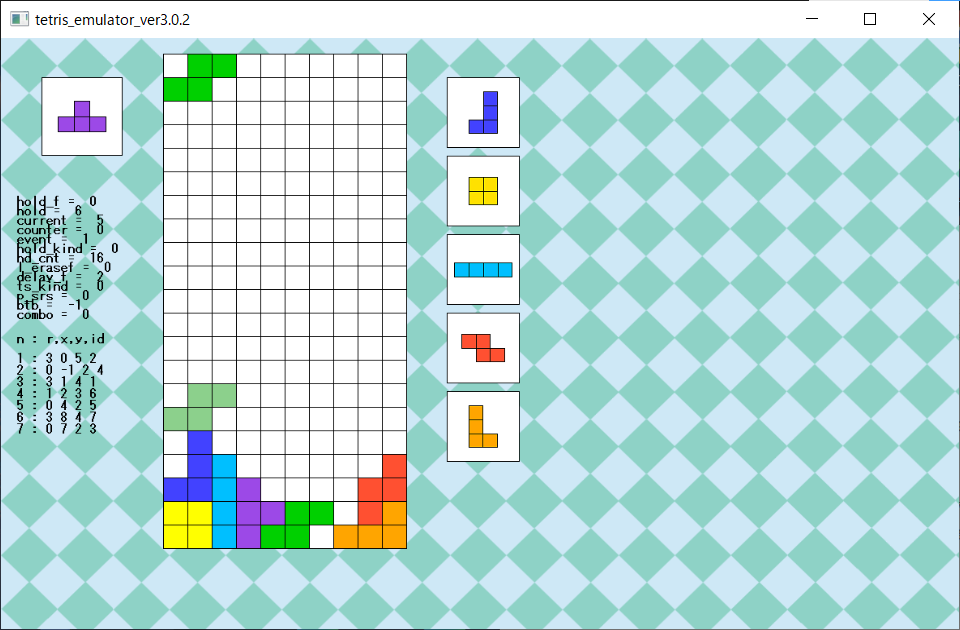 tetris_emulator_ver3.0.2
hold_f = 0
hold = 6
current = 5
counter = 0
event = 1
hold_kind = 0
hd_cnt = 16
l_erasef = 0
delay_f = 2
ts_kind = 0
p_srs = 0
btb = -1
combo = 0
n : r,x,y,id
1 : 3 0 5 2
2 : 0 -1 2 4
3 : 3 1 4 1
4 : 1 2 3 6
5 : 0 4 2 5
6 : 3 8 4 7
7 : 0 7 2 3